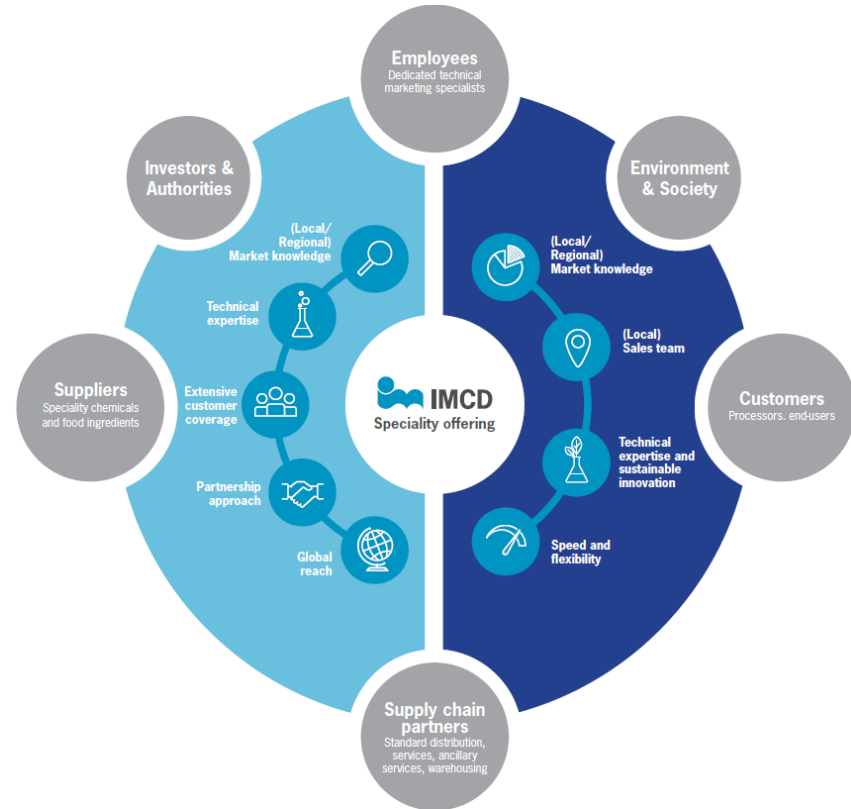 Employees
Dedicated technical
marketing specialists
Investors &
Authorities
Environment
& Society
(Local/
Regional)
Market knowledge
Technical
expertise
Extensive
customer
coverage
Partnership
approach
Global
reach
Suppliers
Speciality chemicals
and food ingredients
IMCD
Speciality offering
(Local/
Regional)
Market knowledge
(Local)
Sales team
Technical
expertise and
sustainable
innovation
Speed and
flexibility
Customers
Processors. end-users
Supply chain
partners
Standard distribution,
services, ancillary
services, warehousing